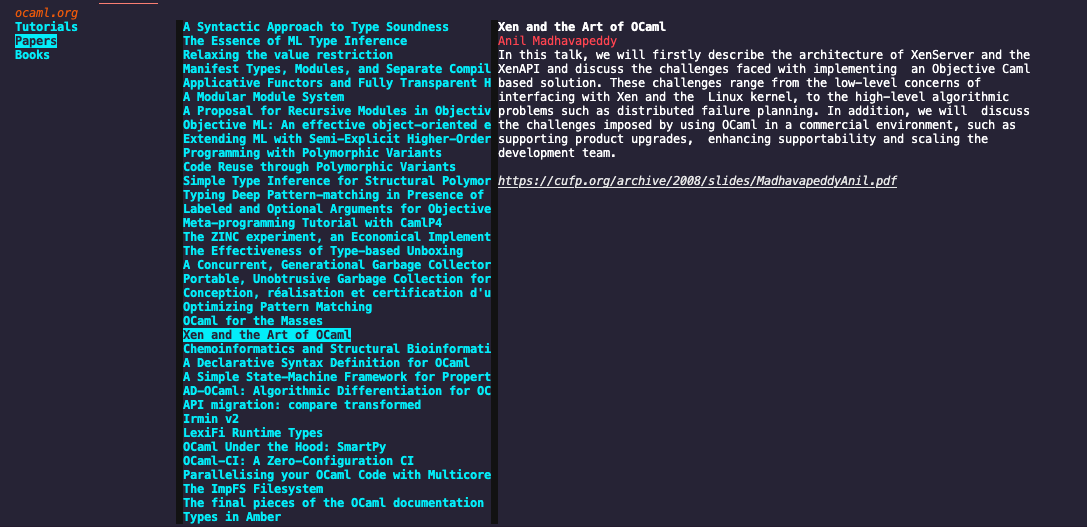 ocaml.org
Tutorials
Papers
Books
A Syntactic Approach to Type Soundness
The Essence of ML Type Inference
Relaxing the value restriction
Manifest Types, Modules, and Separate Compil
Applicative Functors and Fully Transparent H
A Modular Module System
A Proposal for Recursive Modules in Objectiv
Objective ML: An effective object-oriented e
Extending ML with Semi-Explicit Higher-Order
Programming with Polymorphic Variants
Code Reuse through Polymorphic Variants
Simple Type Inference for Structural Polymor
Typing Deep Pattern-matching in Presence of
Labeled and Optional Arguments for Objective
Meta-programming Tutorial with CamlP4
The ZINC experiment, an Economical Implement
The Effectiveness of Type-based Unboxing
A Concurrent, Generational Garbage Collector
Portable, Unobtrusive Garbage Collection for
Conception, réalisation et certification d'u
Optimizing Pattern Matching
OCaml for the Masses
Xen and the Art of OCaml
Chemoinformatics and Structural Bioinformati
A Declarative Syntax Definition for OCaml
A Simple State-Machine Framework for Propert
AD-OCaml: Algorithmic Differentiation for OC
API migration: compare transformed
Irmin v2
LexiFi Runtime Types
OCaml Under the Hood: SmartPy
OCaml-CI: A Zero-Configuration CI
Parallelising your OCaml Code with Multicore
The ImpFS Filesystem
The final pieces of the OCaml documentation
Types in Amber
Xen and the Art of OCaml
Anil Madhavapeddy
In this talk, we will firstly describe the architecture of XenServer and the
XenAPI and discuss the challenges faced with implementing  an Objective Caml
based solution. These challenges range from the low-level concerns of
interfacing with Xen and the  Linux kernel, to the high-level algorithmic
problems such as distributed failure planning. In addition, we will  discuss
the challenges imposed by using OCaml in a commercial environment, such as
supporting product upgrades,  enhancing supportability and scaling the
development team.
https://cufp.org/archive/2008/slides/MadhavapeddyAnil.pdf